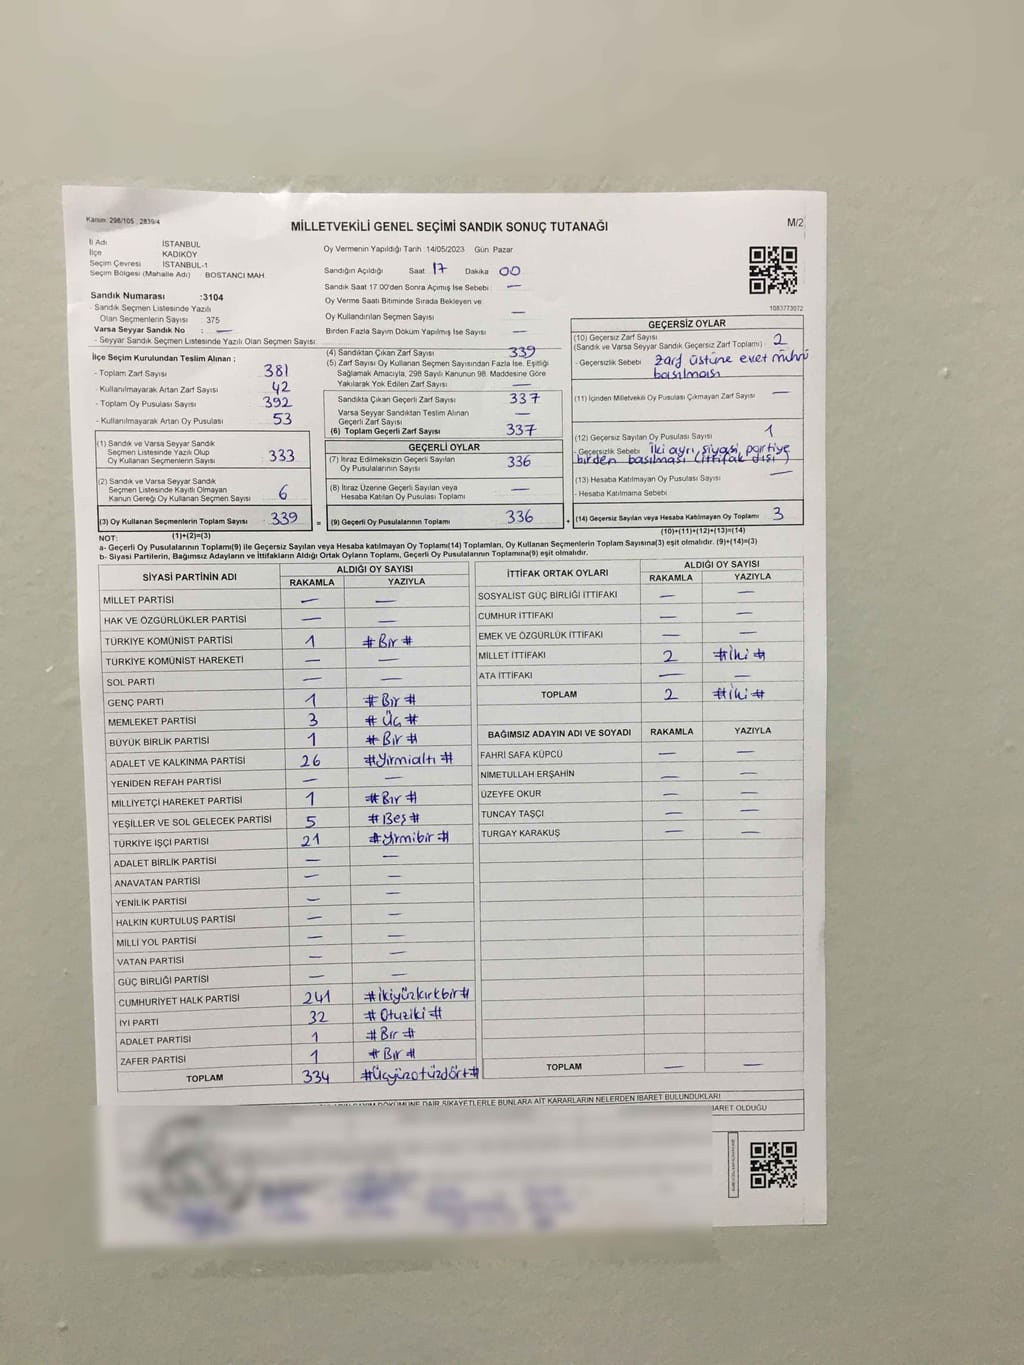 Kanun: 298/105, 2839/4
MİLLETVEKİLİ GENEL SEÇİMİ SANDIK SONUÇ TUTANAĞI
M/2
İl Adı İSTANBUL
İlçe KADIKÖY
Seçim Çevresi İSTANBUL-1
Seçim Bölgesi (Mahalle Adı) BOSTANCI MAH.
Oy Vermenin Yapıldığı Tarih :14/05/2023 Gün Pazar
Sandığın Açıldığı Saat 17 Dakika 00
Sandık Saat 17.00'den Sonra Açımış İse Sebebi : —
Oy Verme Saati Bitiminde Sırada Bekleyen ve
Oy Kullandırılan Seçmen Sayısı —
Birden Fazla Sayım Döküm Yapılmış İse Sayısı —
1083773072
Sandık Numarası :3104
- Sandık Seçmen Listesinde Yazılı
Olan Seçmenlerin Sayısı : 375
Varsa Seyyar Sandık No : —
- Seyyar Sandık Seçmen Listesinde Yazılı Olan Seçmen Sayısı:
İlçe Seçim Kurulundan Teslim Alınan ;
- Toplam Zarf Sayısı 381
- Kullanılmayarak Artan Zarf Sayısı 42
- Toplam Oy Pusulası Sayısı 392
- Kullanılmayarak Artan Oy Pusulası 53
(1) Sandık ve Varsa Seyyar Sandık
Seçmen Listesinde Yazılı Olup
Oy Kullanan Seçmenlerin Sayısı 333
(2) Sandık ve Varsa Seyyar Sandık
Seçmen Listesinde Kayıtlı Olmayan
Kanun Gereği Oy Kullanan Seçmen Sayısı 6
(3) Oy Kullanan Seçmenlerin Toplam Sayısı 339
(4) Sandıktan Çıkan Zarf Sayısı 339
(5) Zarf Sayısı Oy Kullanan Seçmen Sayısından Fazla İse, Eşitliği
Sağlamak Amacıyla, 298 Sayılı Kanunun 98. Maddesine Göre
Yakılarak Yok Edilen Zarf Sayısı —
Sandıkta Çıkan Geçerli Zarf Sayısı 337
Varsa Seyyar Sandıktan Teslim Alınan
Geçerli Zarf Sayısı —
(6) Toplam Geçerli Zarf Sayısı 337
GEÇERLİ OYLAR
(7) İtiraz Edilmeksizin Geçerli Sayılan
Oy Pusulalarının Sayısı 336
(8) İtiraz Üzerine Geçerli Sayılan veya
Hesaba Katılan Oy Pusulası Toplamı —
= (9) Geçerli Oy Pusulalarının Toplamı 336
GEÇERSİZ OYLAR
(10) Geçersiz Zarf Sayısı 2
(Sandık ve Varsa Seyyar Sandık Geçersiz Zarf Toplamı) :
- Geçersizlik Sebebi zarf üstüne evet mührü
basılması
(11) İçinden Milletvekili Oy Pusulası Çıkmayan Zarf Sayısı —
(12) Geçersiz Sayılan Oy Pusulası Sayısı 1
- Geçersizlik Sebebi İki ayrı siyasi partiye
birden basılması (ittifak dışı)
(13) Hesaba Katılmayan Oy Pusulası Sayısı —
- Hesaba Katılmama Sebebi
+ (14) Geçersiz Sayılan veya Hesaba Katılmayan Oy Toplamı 3
NOT: (1)+(2)=(3)
(10)+(11)+(12)+(13)=(14)
a- Geçerli Oy Pusulalarının Toplamı(9) ile Geçersiz Sayılan veya Hesaba katılmayan Oy Toplamı(14) Toplamları, Oy Kullanan Seçmenlerin Toplam Sayısına(3) eşit olmalıdır. (9)+(14)=(3)
b- Siyasi Partilerin, Bağımsız Adayların ve İttifakların Aldığı Ortak Oyların Toplamı, Geçerli Oy Pusulalarının Toplamına(9) eşit olmalıdır.
SİYASİ PARTİNİN ADI ALDIĞI OY SAYISI
RAKAMLA YAZIYLA
MİLLET PARTİSİ — —
HAK VE ÖZGÜRLÜKLER PARTİSİ — —
TÜRKİYE KOMÜNİST PARTİSİ 1 #Bir#
TÜRKİYE KOMÜNİST HAREKETİ — —
SOL PARTİ — —
GENÇ PARTİ 1 #Bir#
MEMLEKET PARTİSİ 3 #Üç#
BÜYÜK BİRLİK PARTİSİ 1 #Bir#
ADALET VE KALKINMA PARTİSİ 26 #Yirmialtı#
YENİDEN REFAH PARTİSİ — —
MİLLİYETÇİ HAREKET PARTİSİ 1 #Bir#
YEŞİLLER VE SOL GELECEK PARTİSİ 5 #Beş#
TÜRKİYE İŞÇİ PARTİSİ 21 #Yirmibir#
ADALET BİRLİK PARTİSİ — —
ANAVATAN PARTİSİ — —
YENİLİK PARTİSİ — —
HALKIN KURTULUŞ PARTİSİ — —
MİLLİ YOL PARTİSİ — —
VATAN PARTİSİ — —
GÜÇ BİRLİĞİ PARTİSİ — —
CUMHURİYET HALK PARTİSİ 241 #ikiyüzkırkbir#
İYİ PARTİ 32 #Otuziki#
ADALET PARTİSİ 1 #Bir#
ZAFER PARTİSİ 1 #Bir#
TOPLAM 334 #Üçyüzotuzdört#
İTTİFAK ORTAK OYLARI ALDIĞI OY SAYISI
RAKAMLA YAZIYLA
SOSYALİST GÜÇ BİRLİĞİ İTTİFAKI — —
CUMHUR İTTİFAKI — —
EMEK VE ÖZGÜRLÜK İTTİFAKI — —
MİLLET İTTİFAKI 2 #iki#
ATA İTTİFAKI — —
TOPLAM 2 #iki#
BAĞIMSIZ ADAYIN ADI VE SOYADI RAKAMLA YAZIYLA
FAHRİ SAFA KÜPCÜ — —
NİMETULLAH ERŞAHİN — —
ÜZEYFE OKUR — —
TUNCAY TAŞÇI — —
TURGAY KARAKUŞ — —
TOPLAM — —
DÖKÜMÜNE DAİR ŞİKAYETLERLE BUNLARA AİT KARARLARIN NELERDEN İBARET BULUNDUKLARI
BARET OLDUĞU